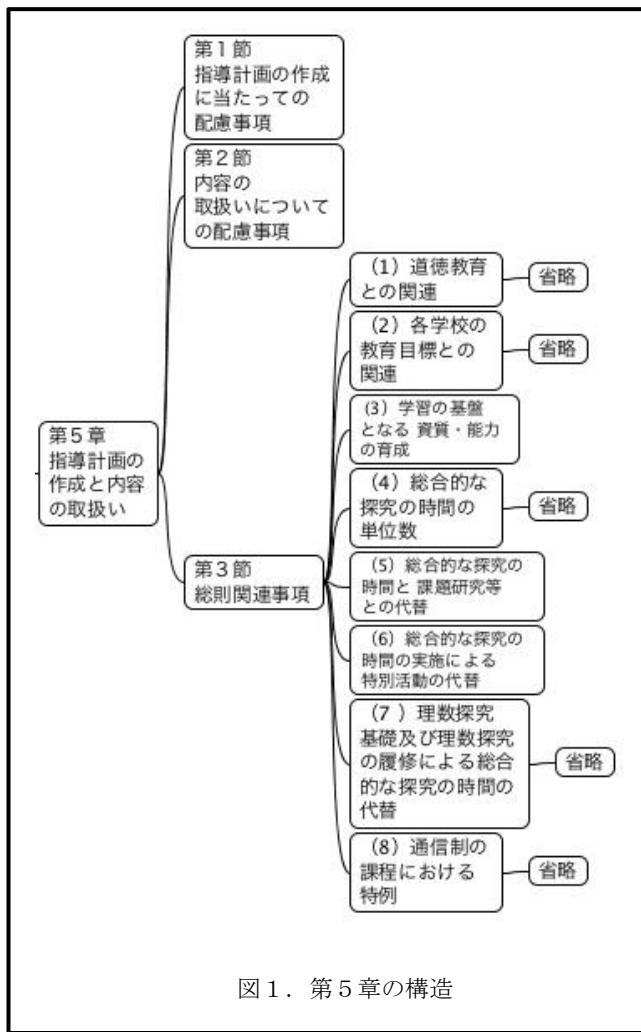 第１節
指導計画の作成
に当たっての
配慮事項
第２節
内容の
取扱いについて
の配慮事項
（1）道徳教育
との関連
省略
（2）各学校の
教育目標との
関連
省略
第５章
指導計画の
作成と内容
の取扱い
（3）学習の基盤
となる 資質・能力
の育成
（4）総合的な
探究の時間の
単位数
省略
第３節
総則関連事項
（5）総合的な探究の
時間と 課題研究等
との代替
（6）総合的な探究の
時間の実施による
特別活動の代替
（7 ）理数探究
基礎及び理数探究
の履修による総合
的な探究の時間の
代替
省略
（8）通信制の
課程における
特例
省略
図１．第５章の構造